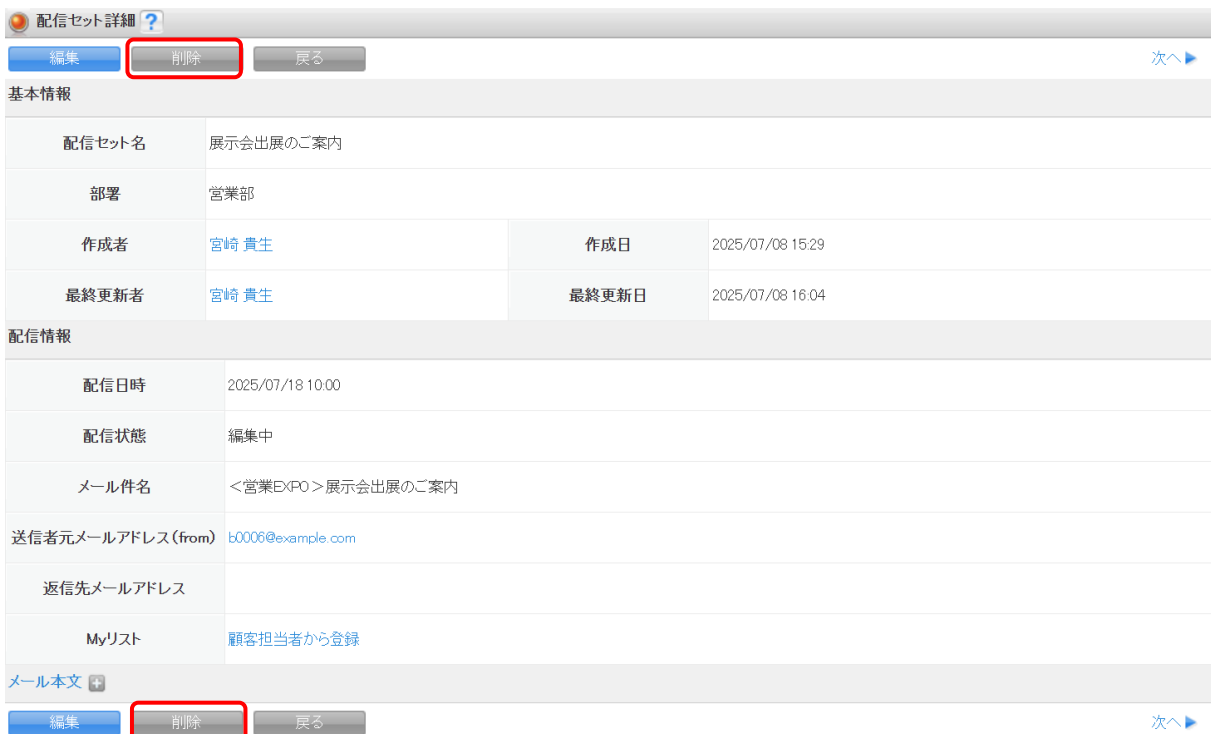 配信セット詳細 ?
編集 削除 戻る 次へ▶
基本情報
配信セット名 展示会出展のご案内
部署 営業部
作成者 宮崎 貴生 作成日 2025/07/08 15:29
最終更新者 宮崎 貴生 最終更新日 2025/07/08 16:04
配信情報
配信日時 2025/07/18 10:00
配信状態 編集中
メール件名 <営業EXPO>展示会出展のご案内
送信者元メールアドレス(from) b0006@example.com
返信先メールアドレス
Myリスト 顧客担当者から登録
メール本文
編集 削除 戻る 次へ▶